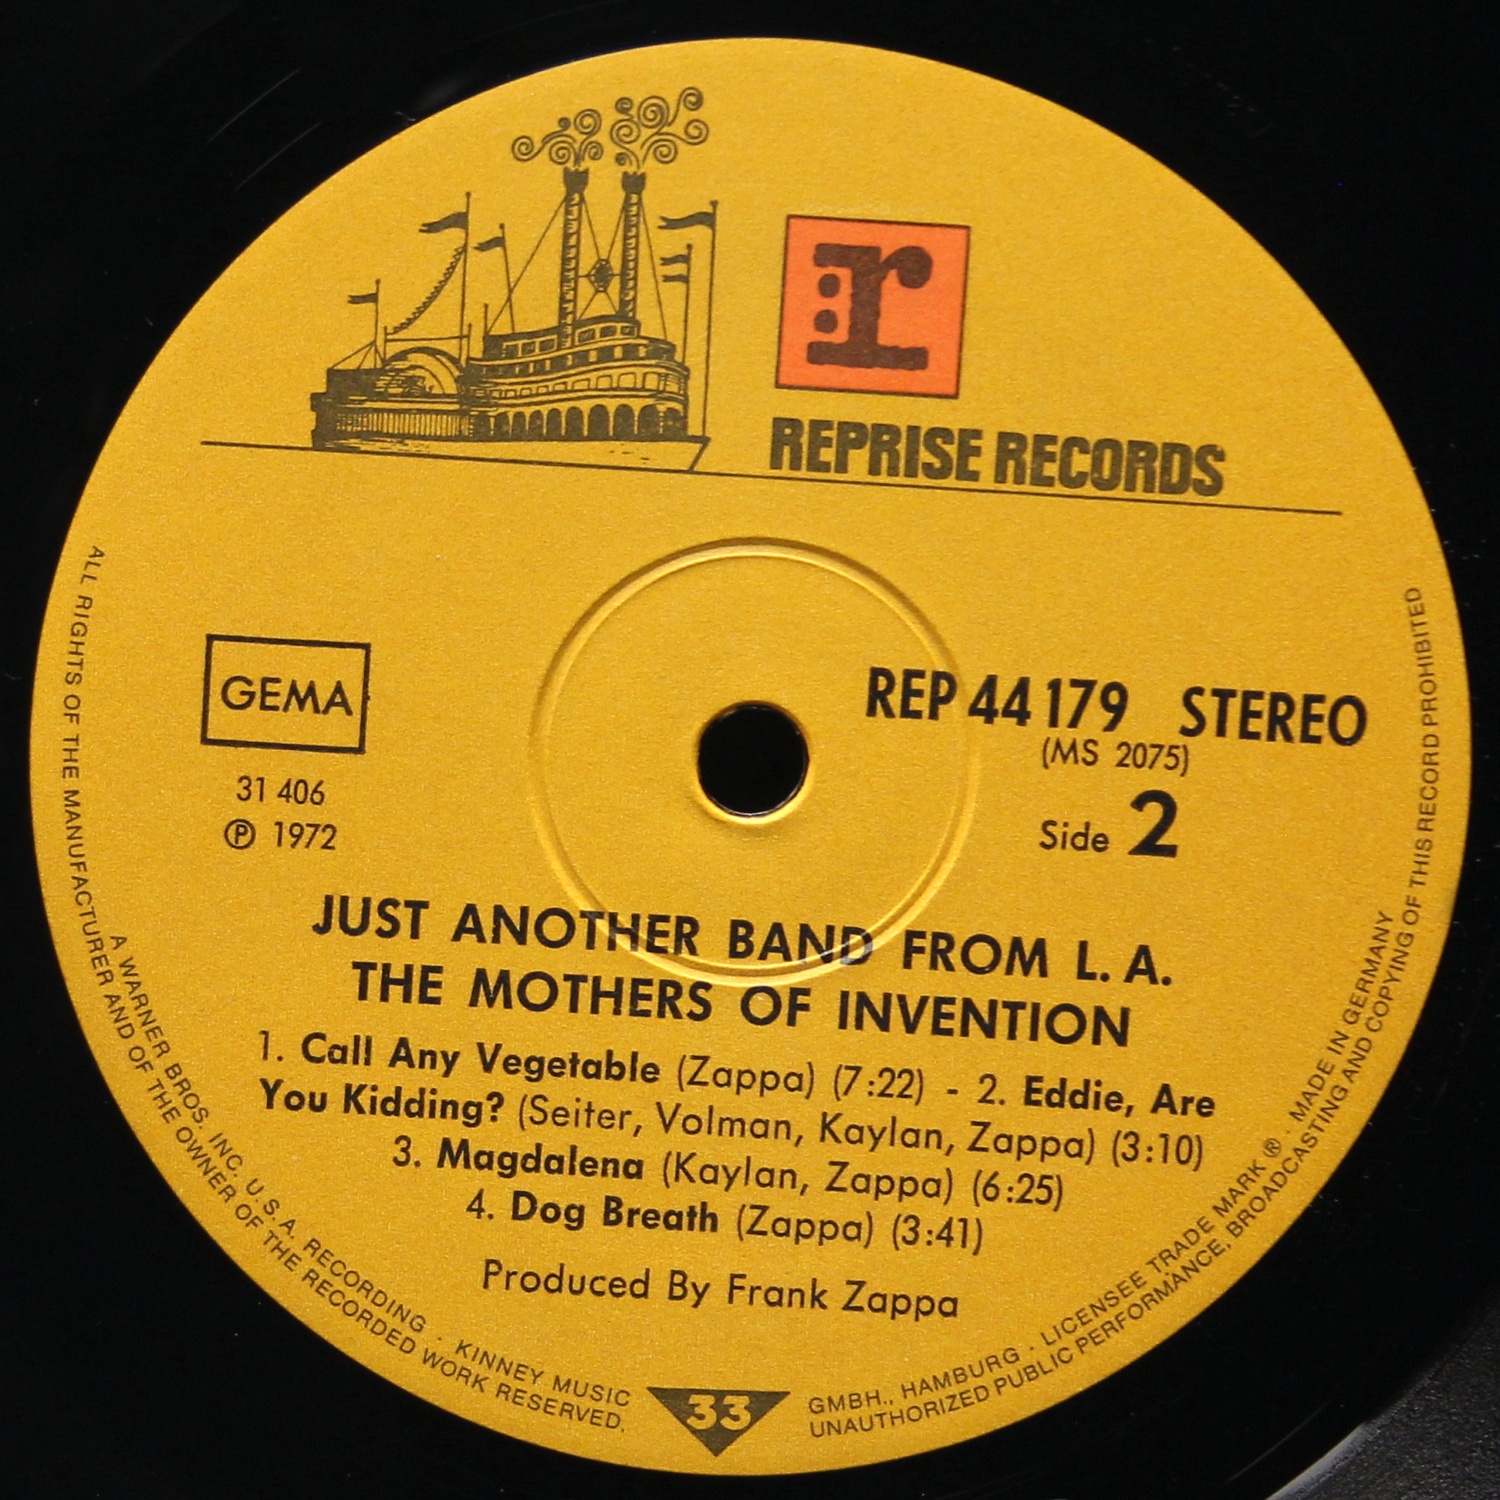 r
REPRISE RECORDS
GEMA
REP 44 179 STEREO
(MS 2075)
31 406
Ⓟ 1972
Side 2
JUST ANOTHER BAND FROM L. A.
THE MOTHERS OF INVENTION
1. Call Any Vegetable (Zappa) (7:22) - 2. Eddie, Are
You Kidding? (Seiter, Volman, Kaylan, Zappa) (3:10)
3. Magdalena (Kaylan, Zappa) (6:25)
4. Dog Breath (Zappa) (3:41)
Produced By Frank Zappa
33
A WARNER BROS. INC. U.S.A. RECORDING · KINNEY MUSIC GMBH., HAMBURG · LICENSEE TRADE MARK ® · MADE IN GERMANY
ALL RIGHTS OF THE MANUFACTURER AND OF THE OWNER OF THE RECORDED WORK RESERVED. UNAUTHORIZED PUBLIC PERFORMANCE, BROADCASTING AND COPYING OF THIS RECORD PROHIBITED